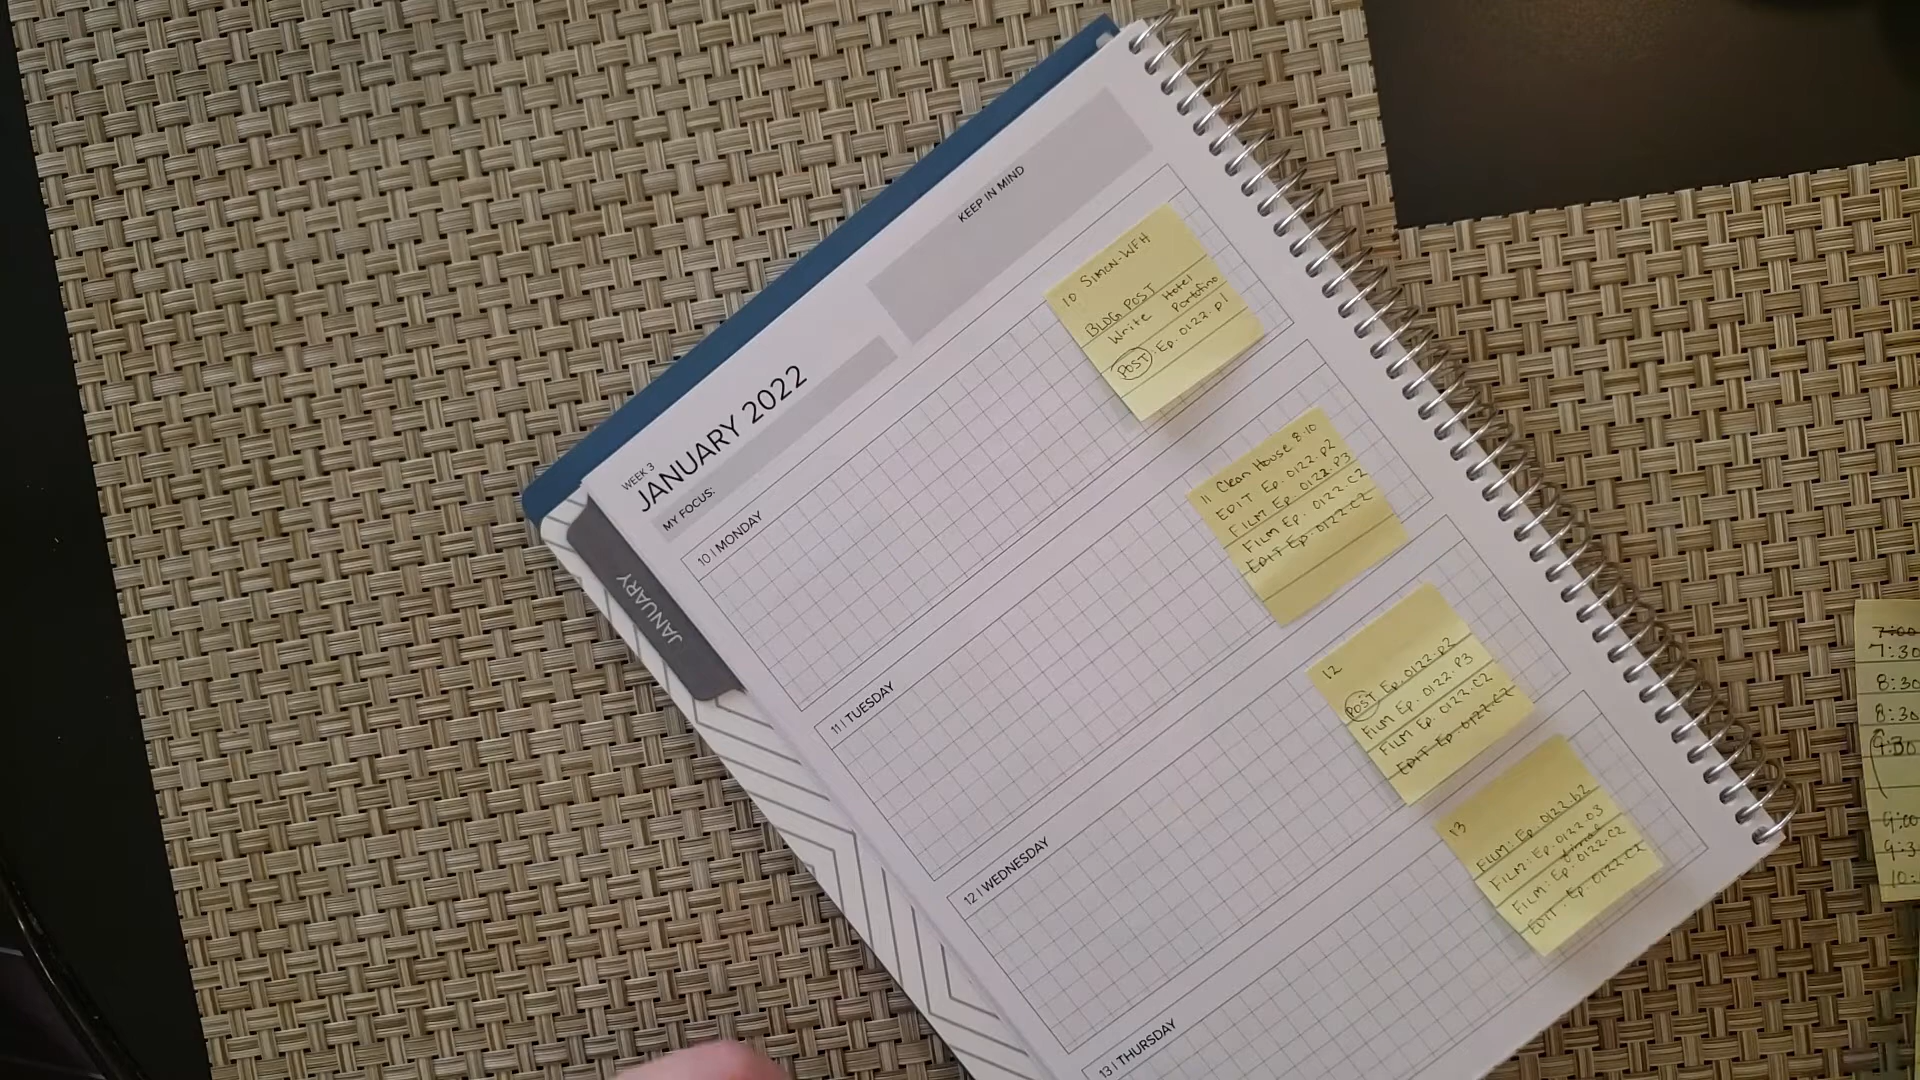 WEEK 3
JANUARY 2022
MY FOCUS:
KEEP IN MIND
JANUARY
10 | MONDAY
10 Simon-WFH
BLOG POST
Write Hotel
Portofino
POST: Ep. 0122.P1
11 | TUESDAY
11 Clean House 8-10
EDIT Ep. 0122.P2
FILM Ep. 0122.P3
FILM Ep. 0122.C2
EDIT Ep. 0122.C2
12 | WEDNESDAY
12
POST Ep. 0122.P2
FILM Ep. 0122.P3
FILM Ep. 0122.C2
EDIT Ep. 0122.C2
13 | THURSDAY
13
FILM: Ep. 0122.b2
FILM: Ep. 0122.03
FILM: Ep. 0122.C2
EDIT: Ep. 0122.C2
7:00
7:30
8:30
8:30
9:30
9:00
9:3
10: